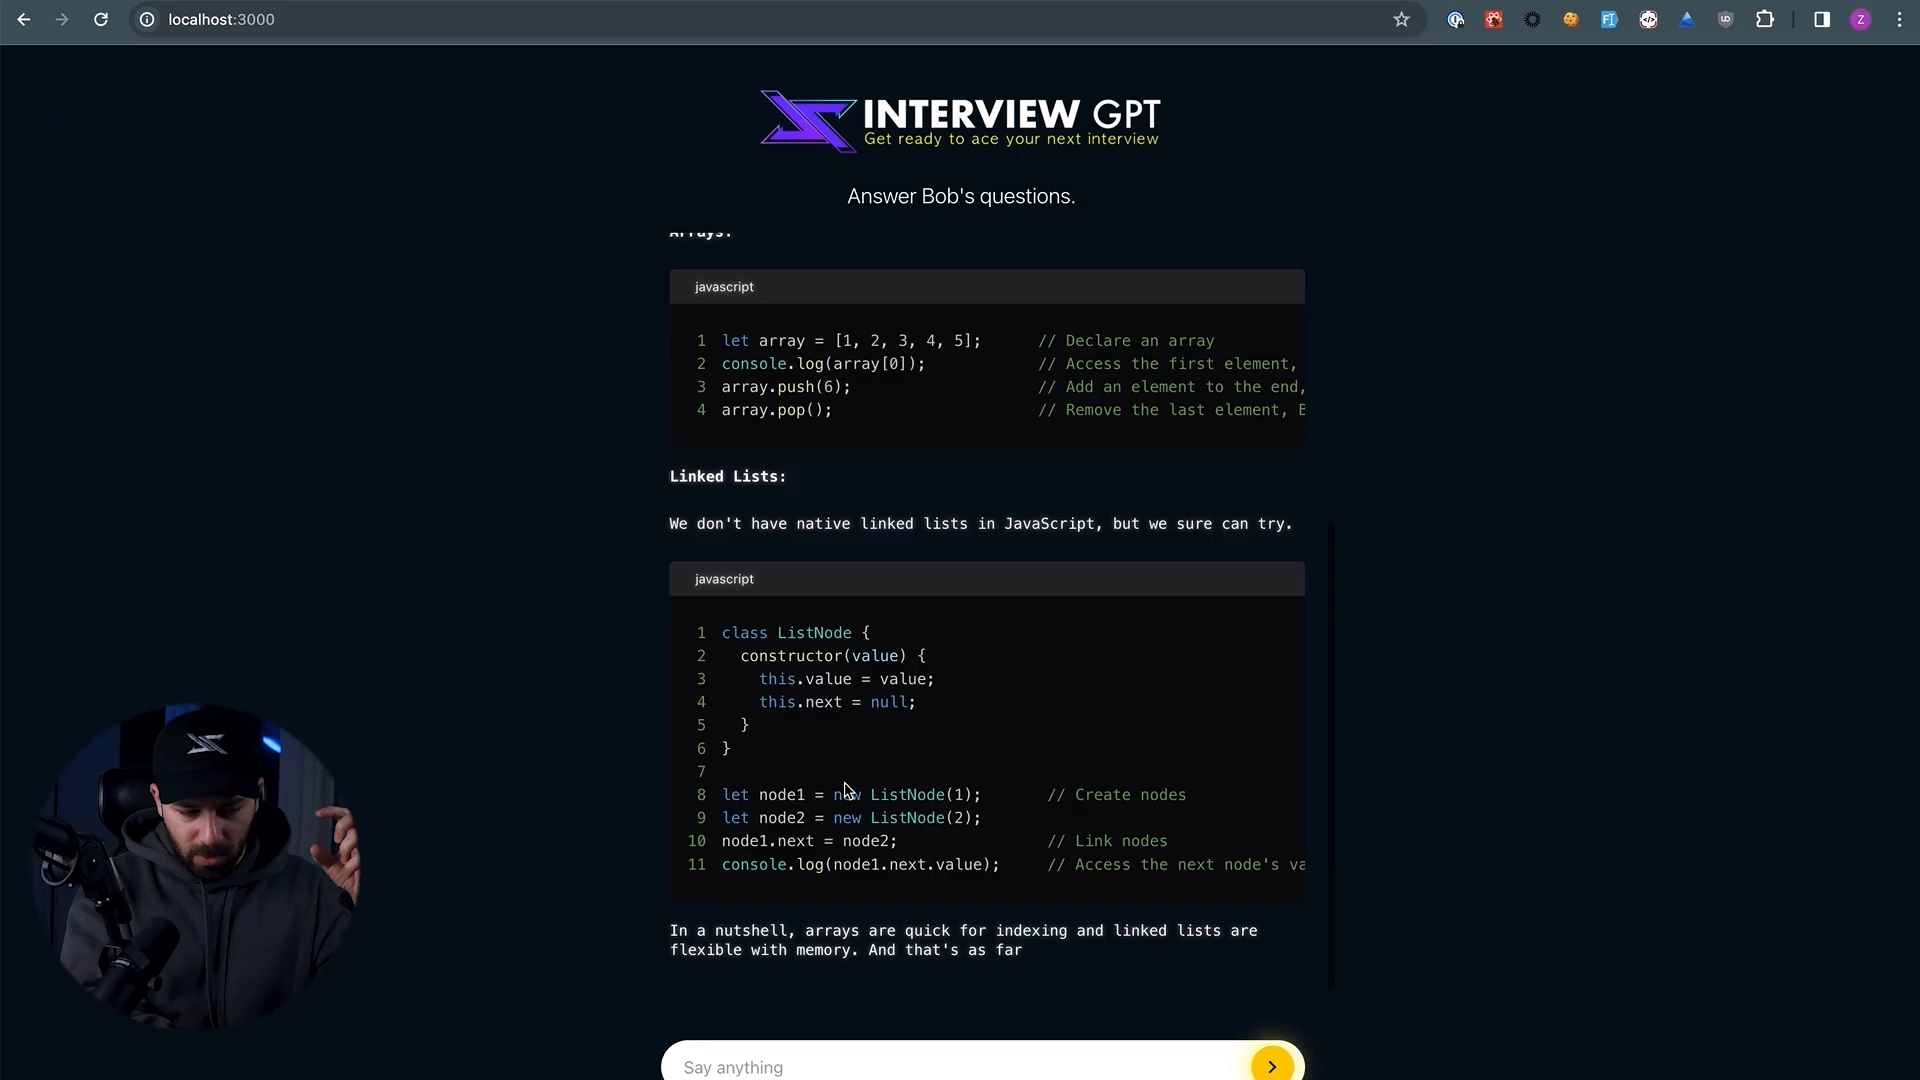 localhost:3000
Z
INTERVIEW GPT
Get ready to ace your next interview
Answer Bob's questions.
Arrays:
javascript
1 let array = [1, 2, 3, 4, 5]; // Declare an array
2 console.log(array[0]); // Access the first element,
3 array.push(6); // Add an element to the end,
4 array.pop(); // Remove the last element, B
Linked Lists:
We don't have native linked lists in JavaScript, but we sure can try.
javascript
1 class ListNode {
2 constructor(value) {
3 this.value = value;
4 this.next = null;
5 }
6 }
7
8 let node1 = new ListNode(1); // Create nodes
9 let node2 = new ListNode(2);
10 node1.next = node2; // Link nodes
11 console.log(node1.next.value); // Access the next node's va
In a nutshell, arrays are quick for indexing and linked lists are
flexible with memory. And that's as far
Say anything